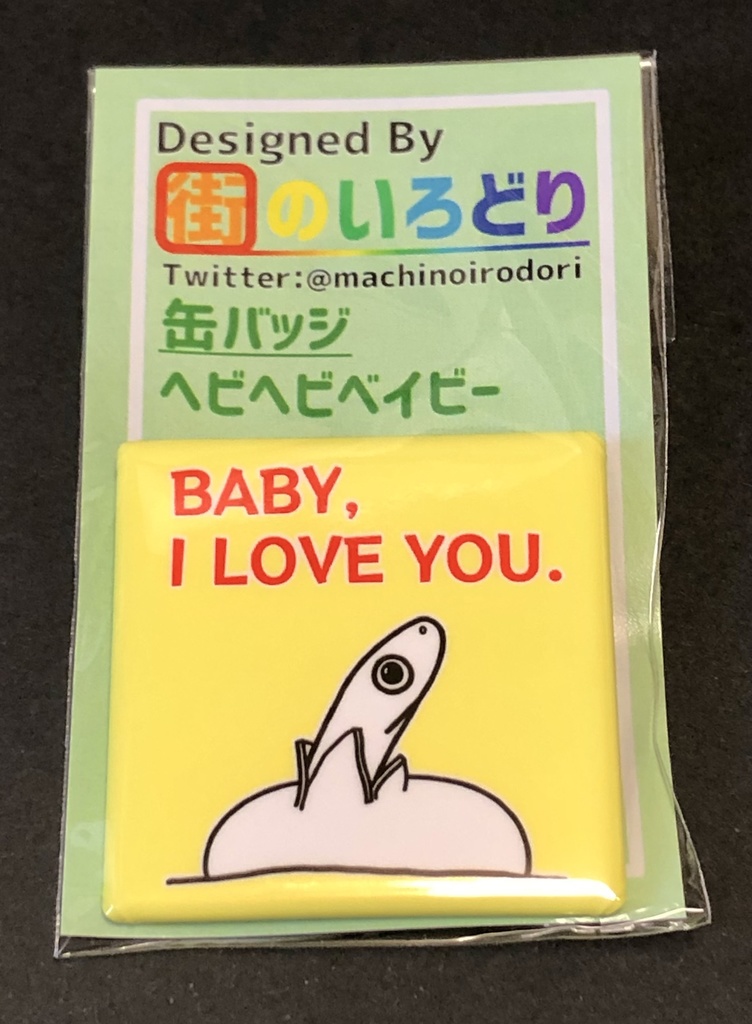 Designed By
街のいろどり
Twitter:@machinoirodori
缶バッジ
ヘビヘビベイビー
BABY,
I LOVE YOU.